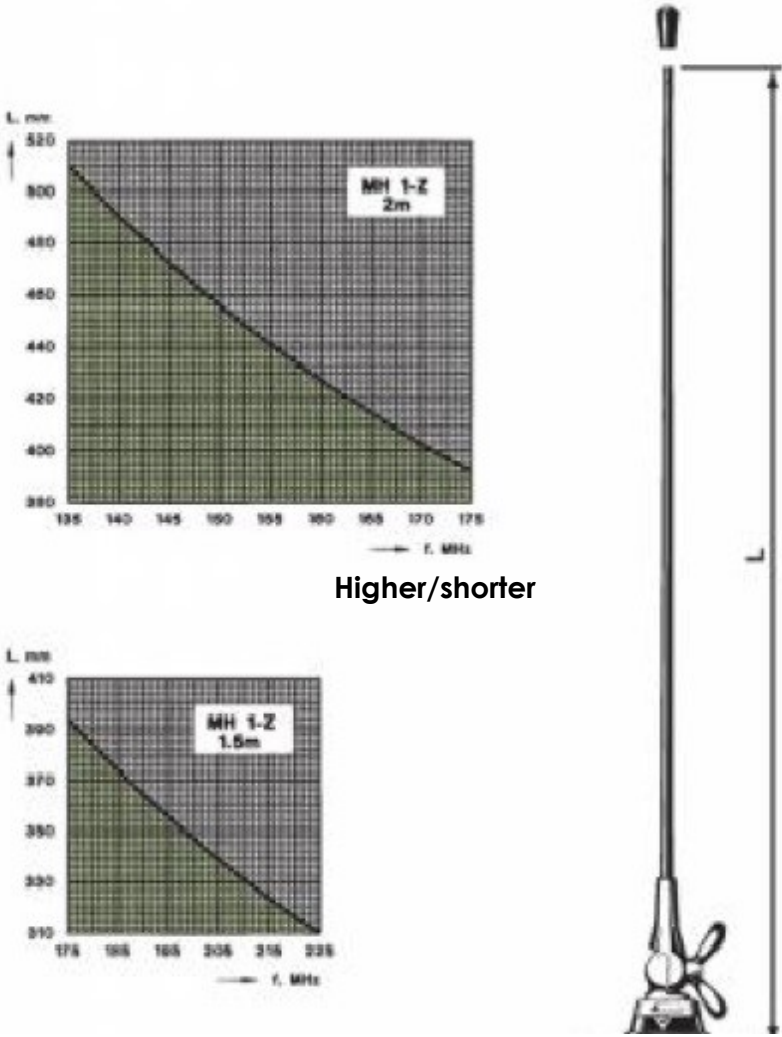 L. mm
520
MH 1-Z
2m
500
480
460
440
420
400
380
135 140 145 150 155 160 165 170 175
f. MHz
Higher/shorter
L
L. mm
410
MH 1-Z
1.5m
390
370
350
330
310
175 185 195 205 215 225
f. MHz